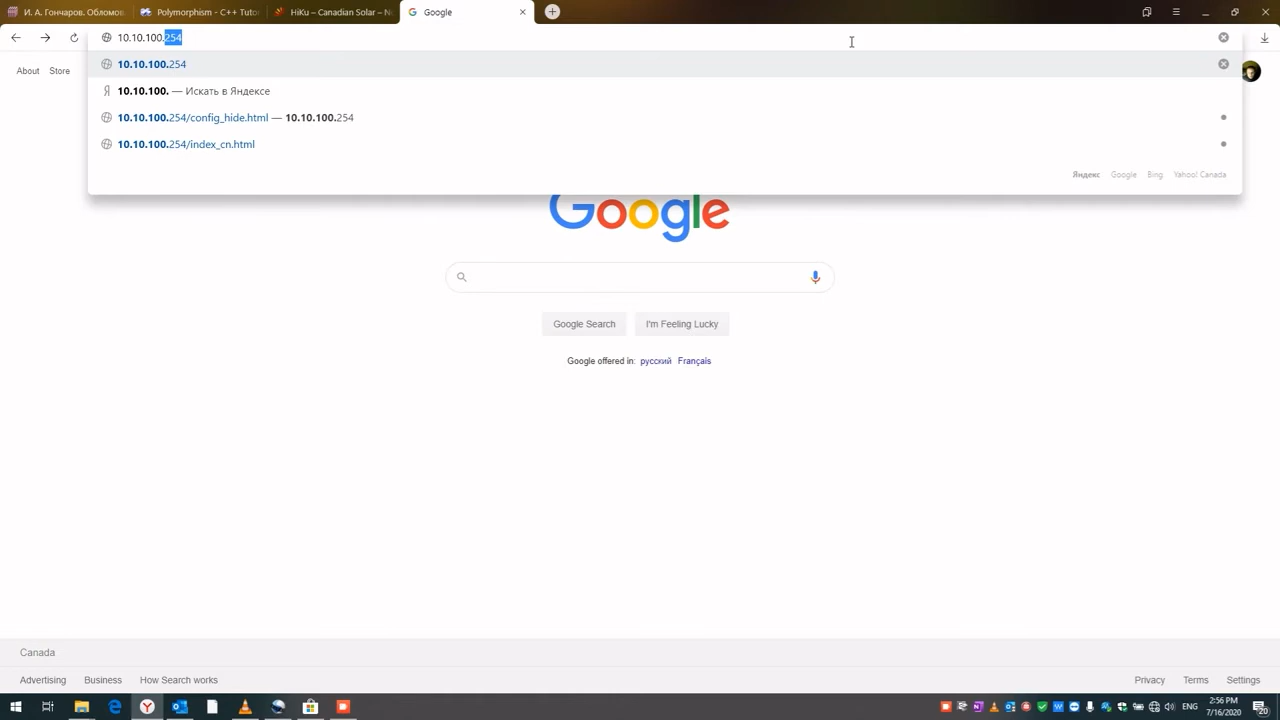 И. А. Гончаров. Обломов
Polymorphism - C++ Tuto
HiKu – Canadian Solar – N
Google
10.10.100.254
10.10.100.254
10.10.100. — Искать в Яндексе
10.10.100.254/config_hide.html — 10.10.100.254
10.10.100.254/index_cn.html
Яндекс Google Bing Yahoo! Canada
About Store
Google
Google Search I'm Feeling Lucky
Google offered in: русский Français
Canada
Advertising Business How Search works
Privacy Terms Settings
ENG
2:56 PM
7/16/2020
20